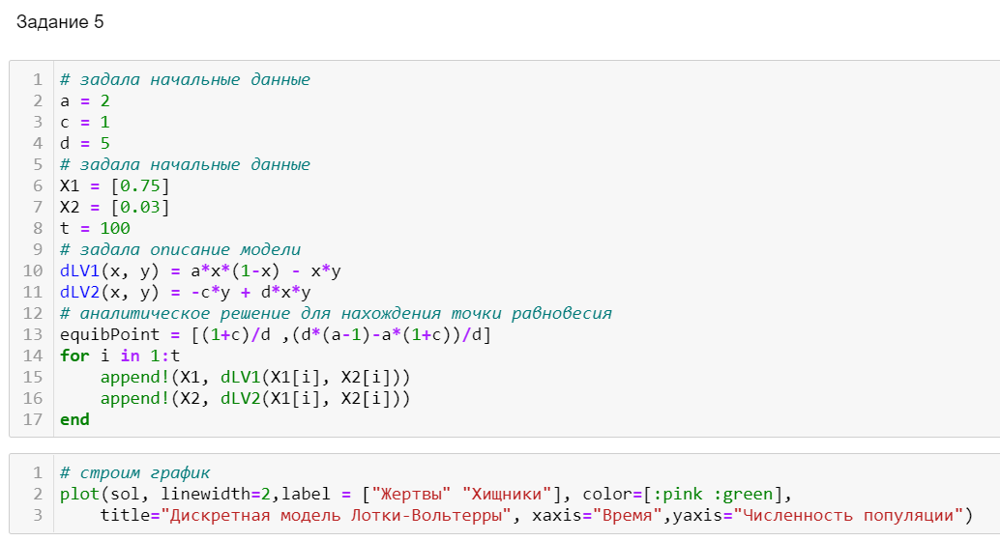 Задание 5
1 # задала начальные данные
2 a = 2
3 c = 1
4 d = 5
5 # задала начальные данные
6 X1 = [0.75]
7 X2 = [0.03]
8 t = 100
9 # задала описание модели
10 dLV1(x, y) = a*x*(1-x) - x*y
11 dLV2(x, y) = -c*y + d*x*y
12 # аналитическое решение для нахождения точки равновесия
13 equibPoint = [(1+c)/d ,(d*(a-1)-a*(1+c))/d]
14 for i in 1:t
15     append!(X1, dLV1(X1[i], X2[i]))
16     append!(X2, dLV2(X1[i], X2[i]))
17 end
1 # строим график
2 plot(sol, linewidth=2,label = ["Жертвы" "Хищники"], color=[:pink :green],
3     title="Дискретная модель Лотки-Вольтерры", xaxis="Время",yaxis="Численность популяции")